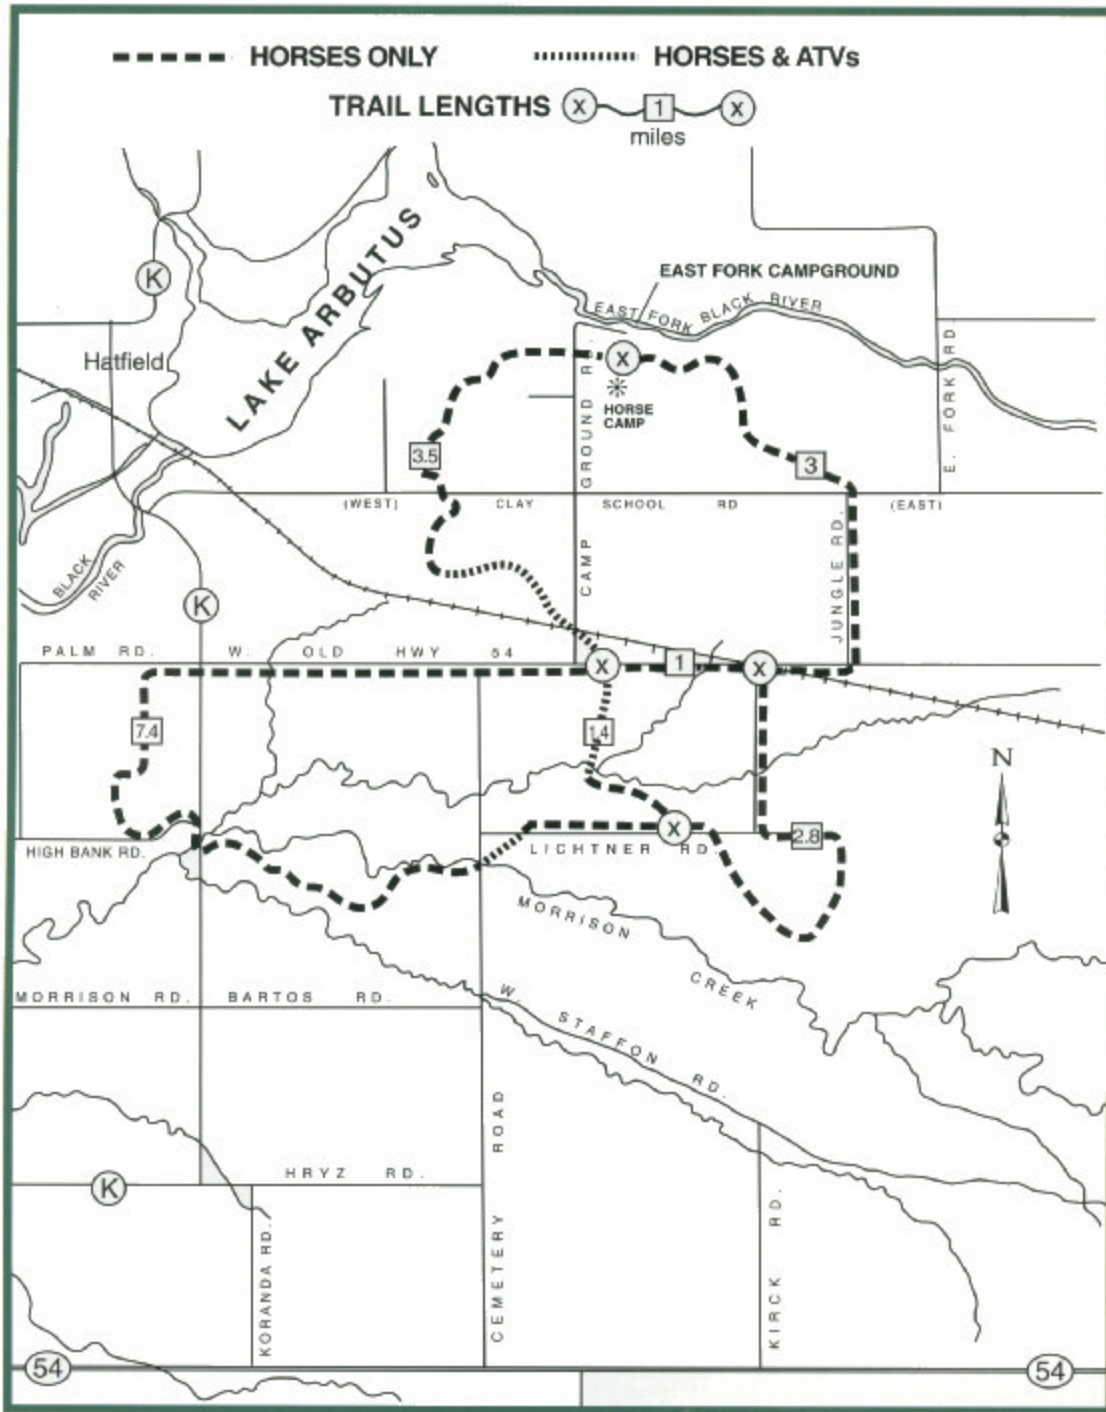 HORSES ONLY
HORSES & ATVs
TRAIL LENGTHS X 1 X
miles
K
LAKE ARBUTUS
EAST FORK CAMPGROUND
EAST FORK BLACK RIVER
Hatfield
X
HORSE
CAMP
E. FORK RD.
3.5
3
CAMP GROUND R.
(WEST) CLAY SCHOOL RD (EAST)
JUNGLE RD.
BLACK
RIVER
K
PALM RD. W. OLD HWY 54
X
1
X
7.4
1.4
N
X
2.8
HIGH BANK RD.
LICHTNER RD.
MORRISON CREEK
MORRISON RD. BARTOS RD.
W. STAFFON RD.
HRYZ RD.
K
KORANDA RD.
CEMETERY ROAD
KIRCK RD.
54
54